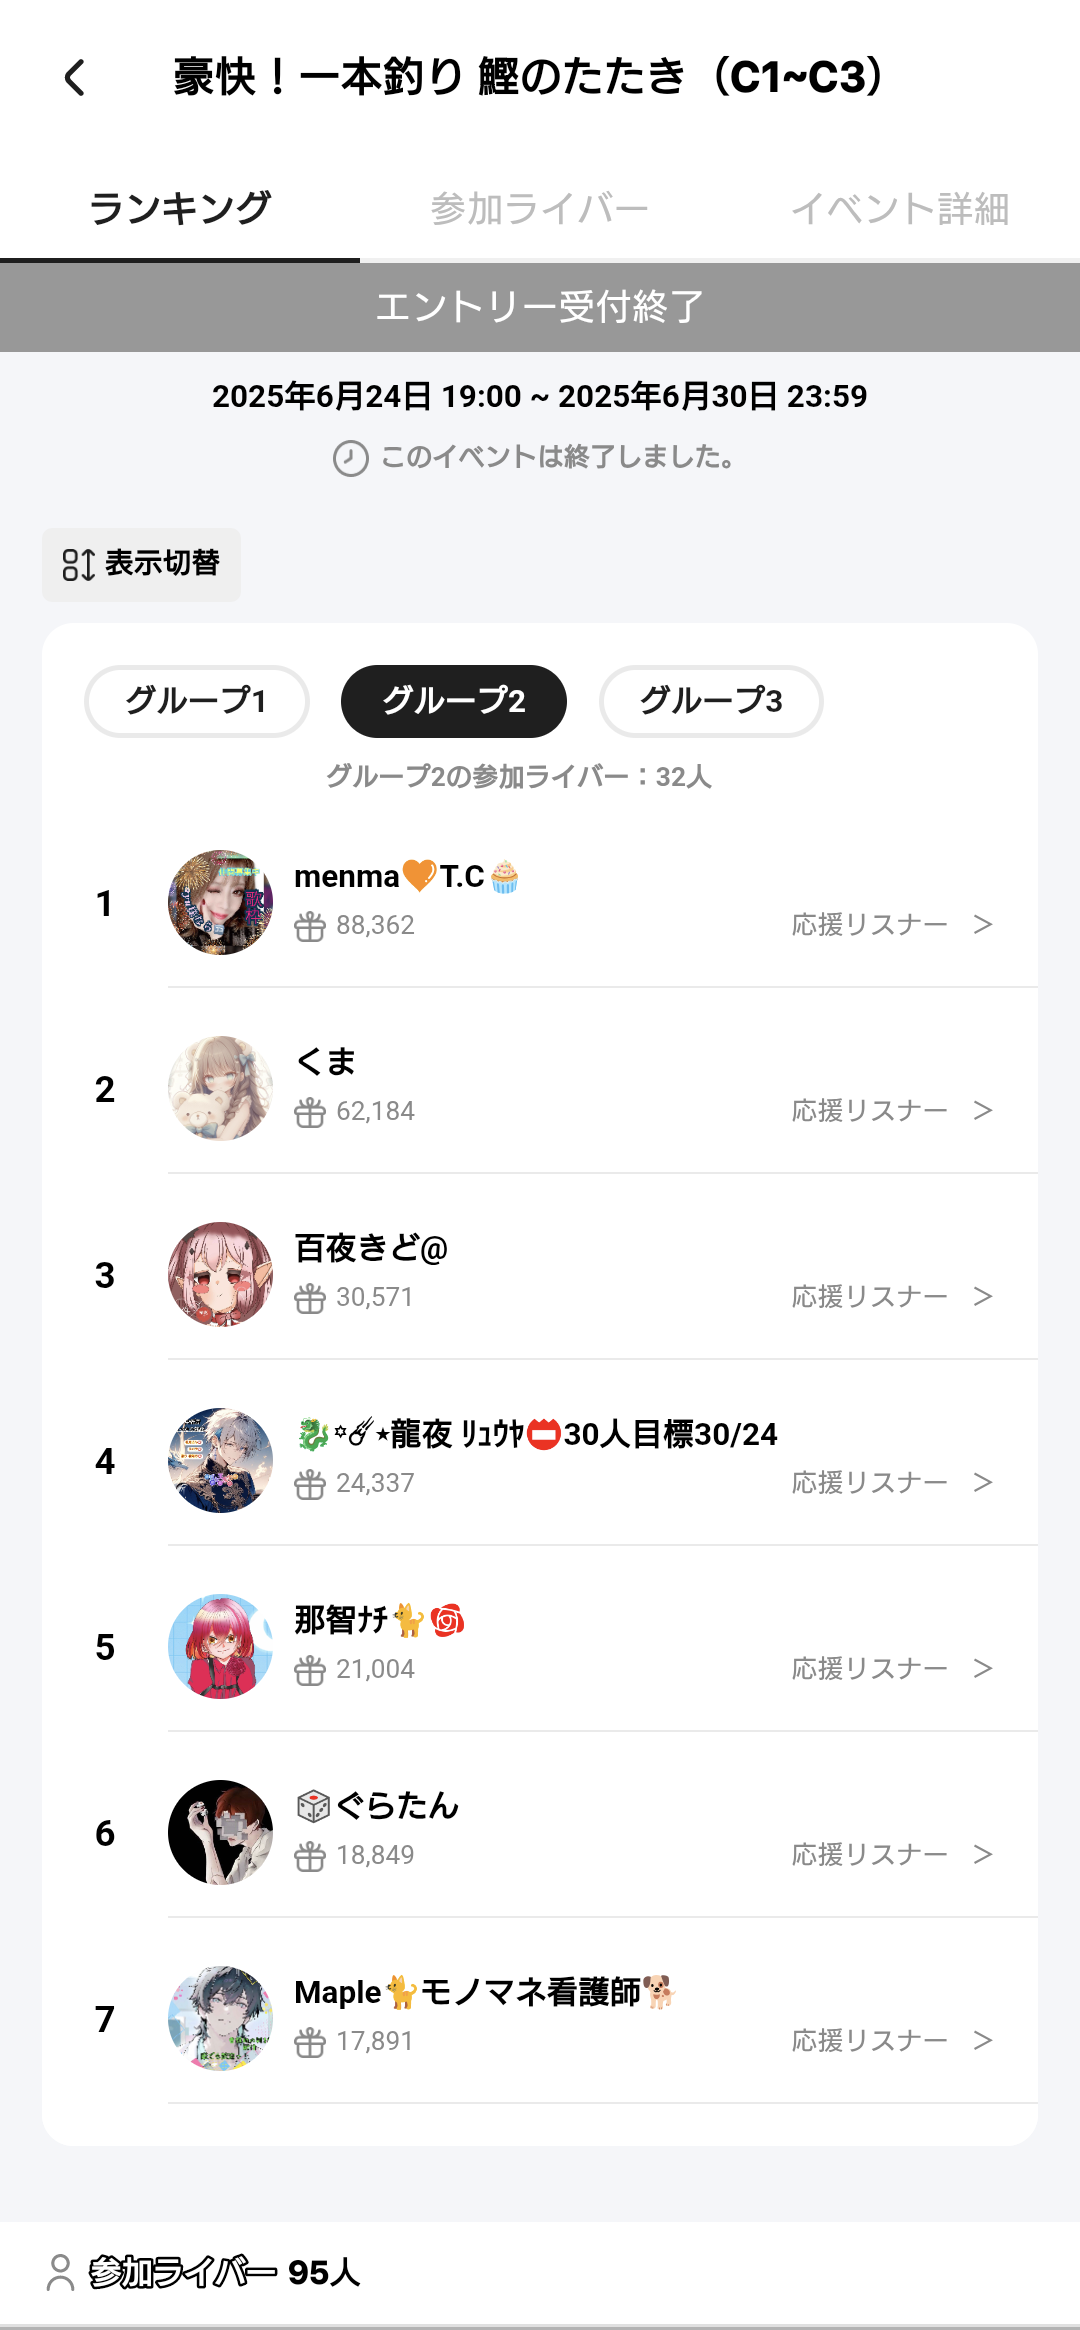 豪快！一本釣り 鰹のたたき（C1~C3）
ランキング 参加ライバー イベント詳細
エントリー受付終了
2025年6月24日 19:00 ~ 2025年6月30日 23:59
このイベントは終了しました。
表示切替
グループ1 グループ2 グループ3
グループ2の参加ライバー：32人
1
menma🧡T.C🧁
88,362 応援リスナー >
2
くま
62,184 応援リスナー >
3
百夜きど@
30,571 応援リスナー >
4
🐉꙳☄⋆龍夜 ﾘｭｳﾔ📛30人目標30/24
24,337 応援リスナー >
5
那智ﾅﾁ🐈🌹
21,004 応援リスナー >
6
🎲ぐらたん
18,849 応援リスナー >
7
Maple🐈モノマネ看護師🐕
17,891 応援リスナー >
参加ライバー 95人